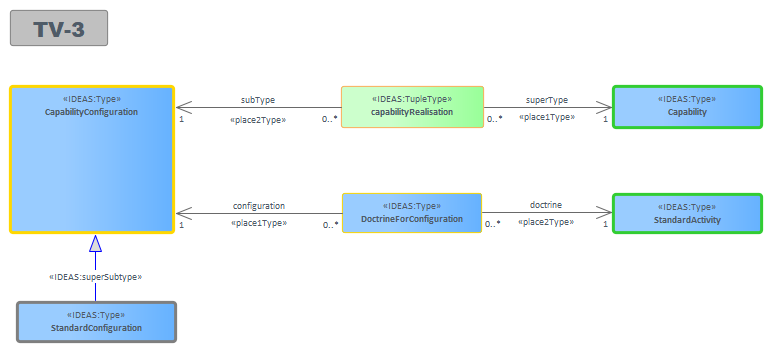 TV-3
«IDEAS:Type»
CapabilityConfiguration
subType
«place2Type»
1
0..*
«IDEAS:TupleType»
capabilityRealisation
superType
«place1Type»
0..*
1
«IDEAS:Type»
Capability
configuration
«place1Type»
1
0..*
«IDEAS:Type»
DoctrineForConfiguration
doctrine
«place2Type»
0..*
1
«IDEAS:Type»
StandardActivity
«IDEAS:superSubtype»
«IDEAS:Type»
StandardConfiguration